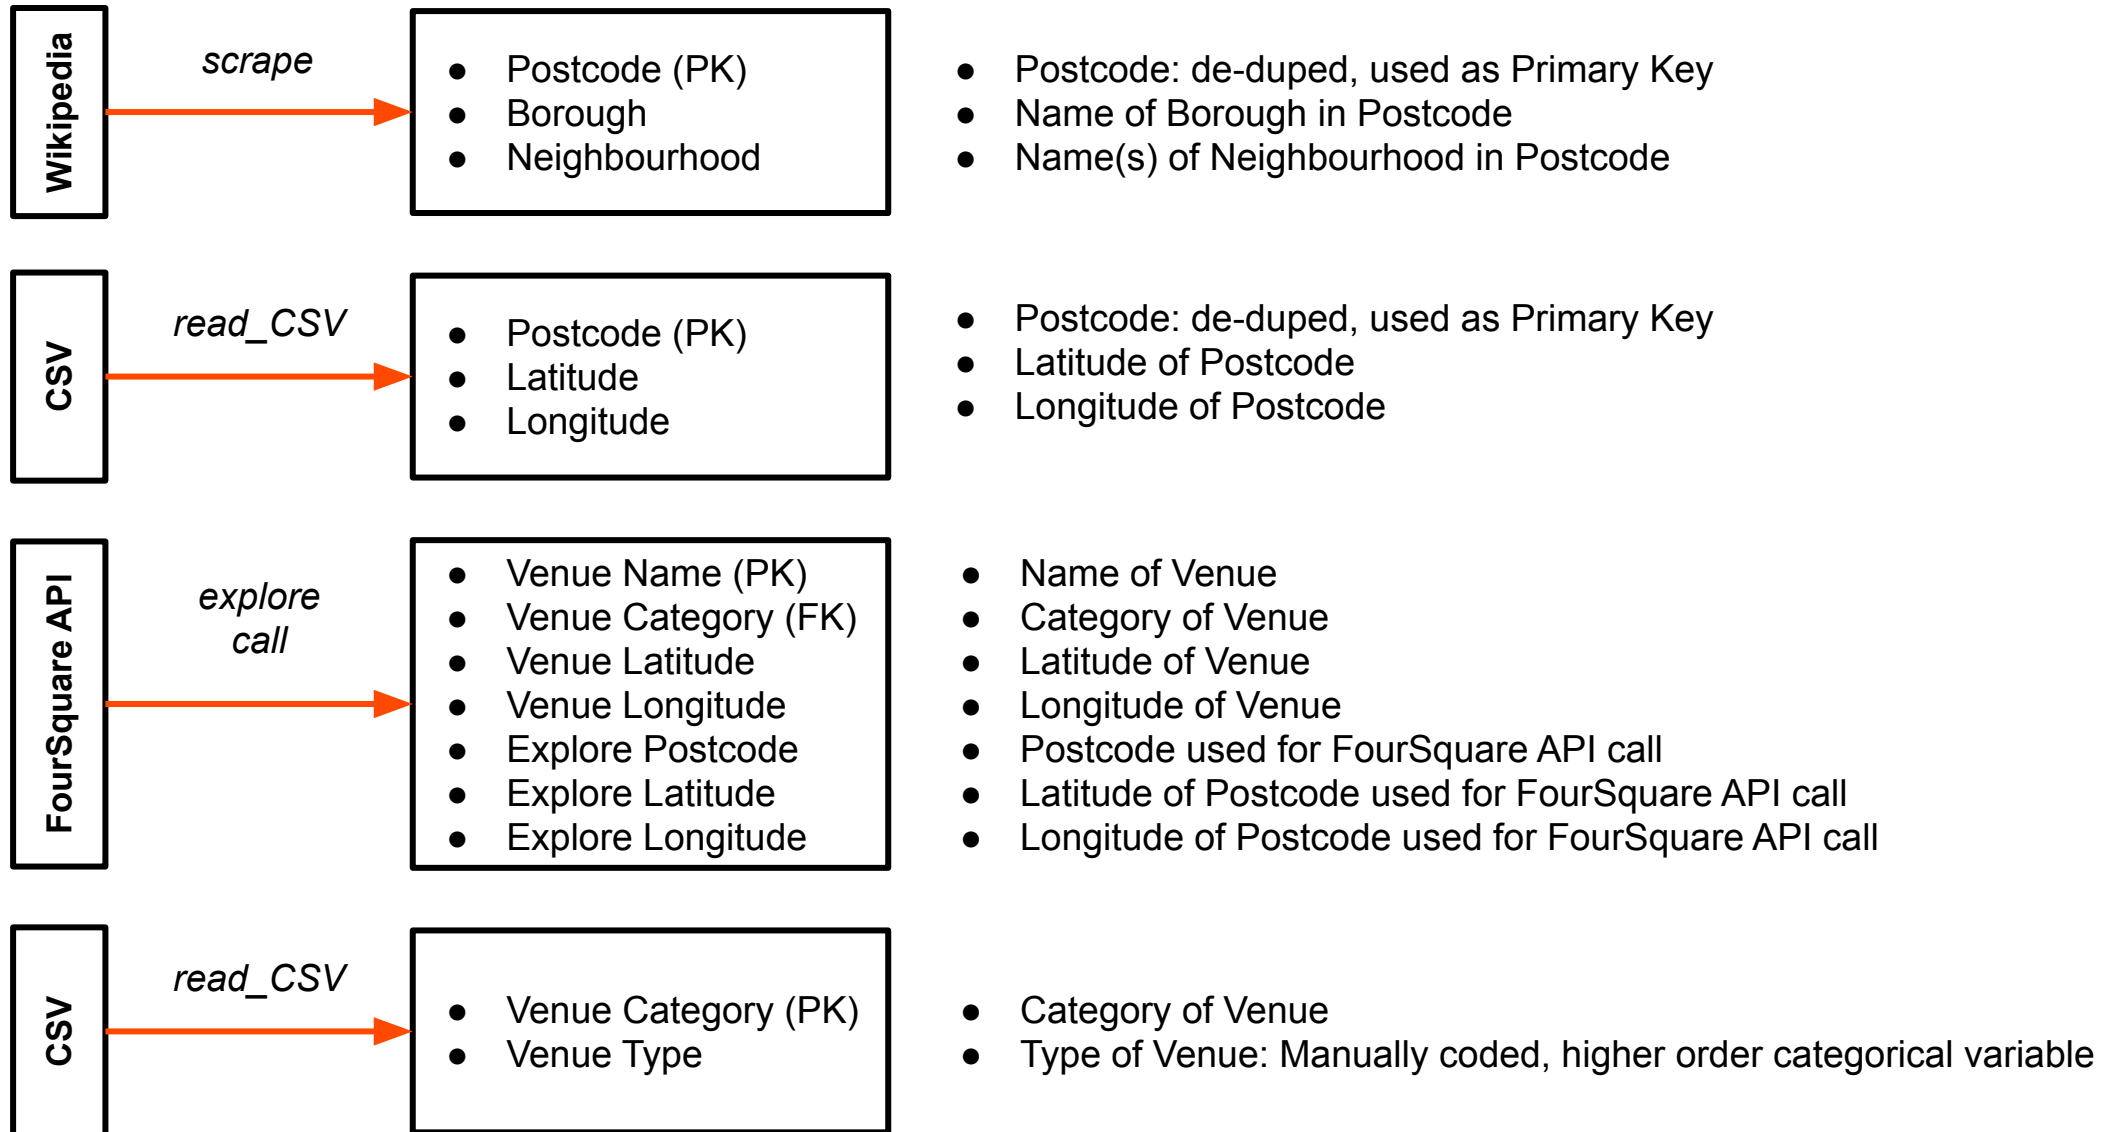 Wikipedia
scrape
● Postcode (PK)
● Borough
● Neighbourhood
● Postcode: de-duped, used as Primary Key
● Name of Borough in Postcode
● Name(s) of Neighbourhood in Postcode
CSV
read_CSV
● Postcode (PK)
● Latitude
● Longitude
● Postcode: de-duped, used as Primary Key
● Latitude of Postcode
● Longitude of Postcode
FourSquare API
explore
call
● Venue Name (PK)
● Venue Category (FK)
● Venue Latitude
● Venue Longitude
● Explore Postcode
● Explore Latitude
● Explore Longitude
● Name of Venue
● Category of Venue
● Latitude of Venue
● Longitude of Venue
● Postcode used for FourSquare API call
● Latitude of Postcode used for FourSquare API call
● Longitude of Postcode used for FourSquare API call
CSV
read_CSV
● Venue Category (PK)
● Venue Type
● Category of Venue
● Type of Venue: Manually coded, higher order categorical variable